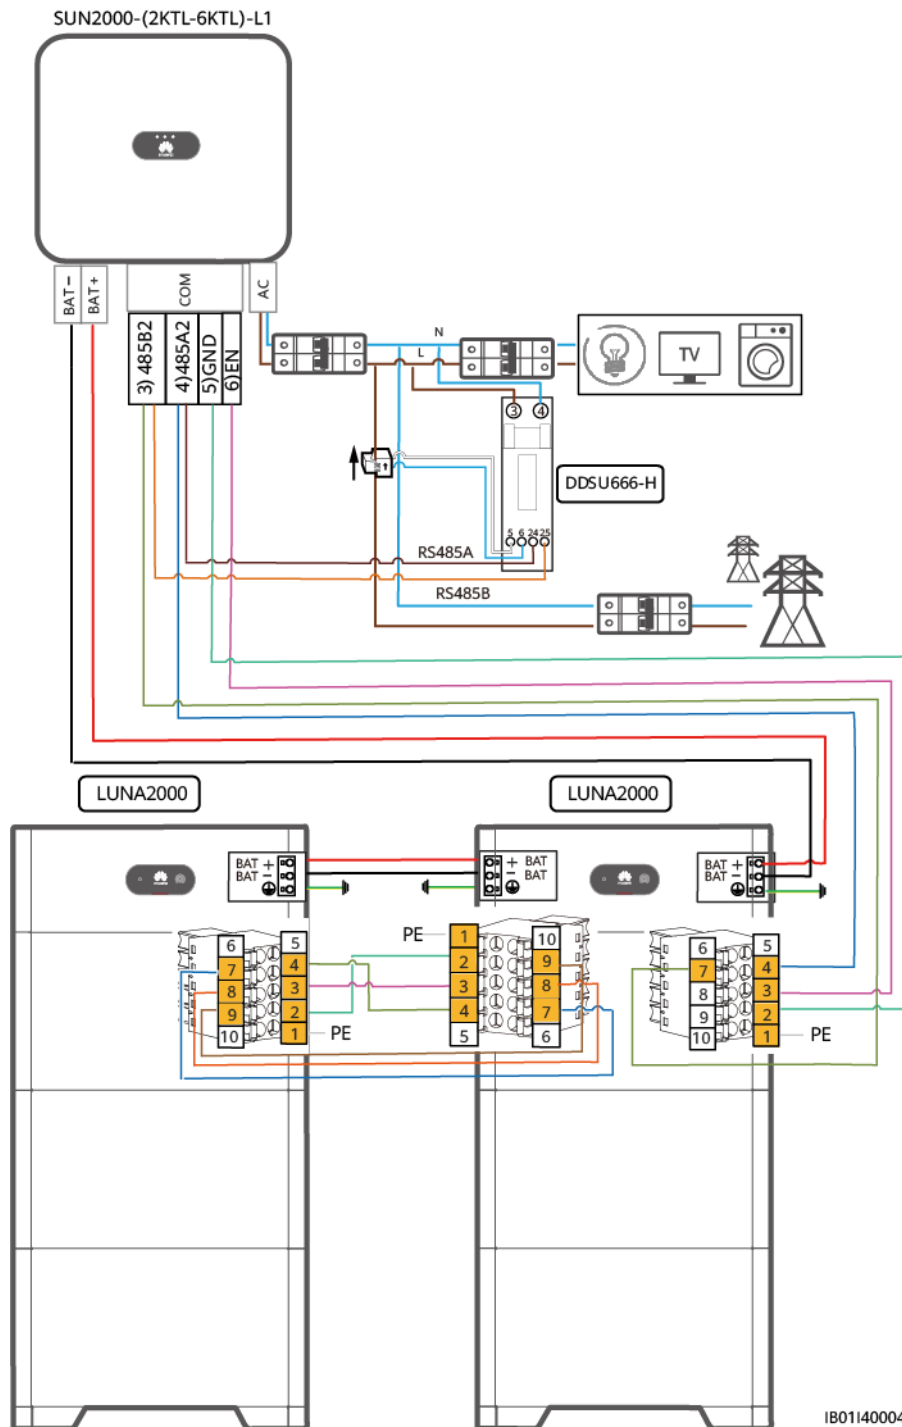 SUN2000-(2KTL-6KTL)-L1
BAT−
BAT+
COM
AC
3) 485B2
4)485A2
5)GND
6)EN
N
L
TV
3
4
DDSU666-H
5 6 24 25
RS485A
RS485B
LUNA2000
LUNA2000
BAT +
BAT −
+ BAT
− BAT
BAT +
BAT −
6
7
8
9
10
5
4
3
2
1
PE
PE
1
2
3
4
5
10
9
8
7
6
6
7
8
9
10
5
4
3
2
1
PE
IB01I40004